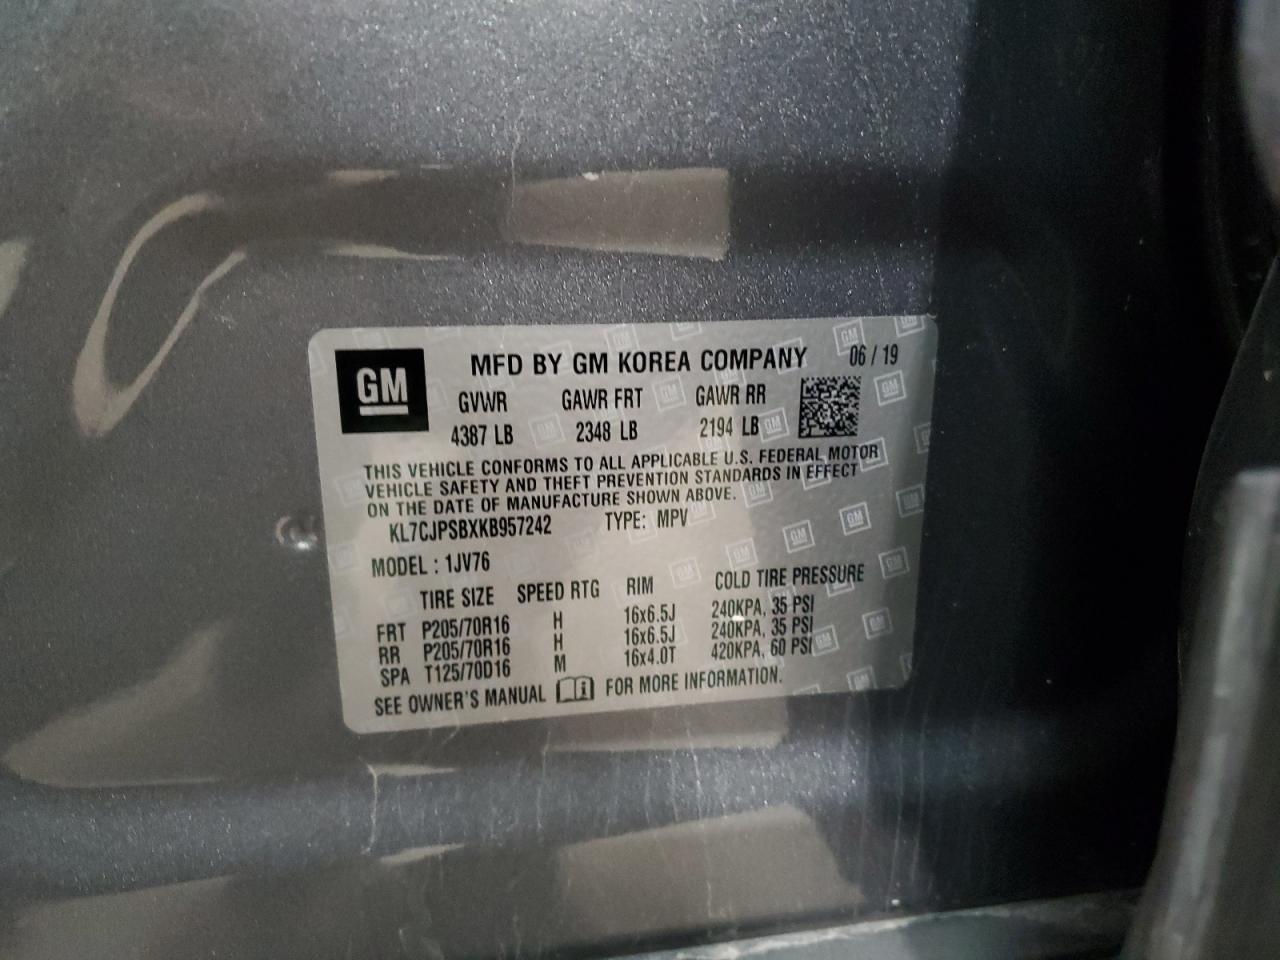 GM
MFD BY GM KOREA COMPANY 06 / 19
GVWR GAWR FRT GAWR RR
4387 LB 2348 LB 2194 LB
THIS VEHICLE CONFORMS TO ALL APPLICABLE U.S. FEDERAL MOTOR
VEHICLE SAFETY AND THEFT PREVENTION STANDARDS IN EFFECT
ON THE DATE OF MANUFACTURE SHOWN ABOVE.
KL7CJPSBXKB957242 TYPE: MPV
MODEL : 1JV76
TIRE SIZE SPEED RTG RIM COLD TIRE PRESSURE
FRT P205/70R16 H 16x6.5J 240KPA, 35 PSI
RR P205/70R16 H 16x6.5J 240KPA, 35 PSI
SPA T125/70D16 M 16x4.0T 420KPA, 60 PSI
SEE OWNER'S MANUAL FOR MORE INFORMATION.